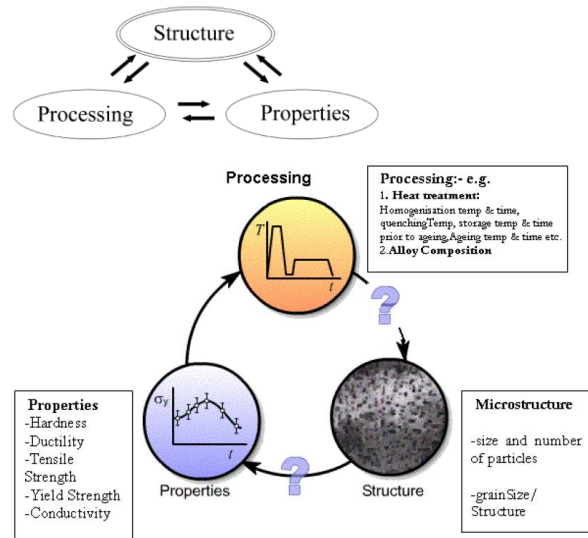 Structure
Processing
Properties
Processing
Processing:- e.g.
1. Heat treatment:
Homogenisation temp & time,
quenchingTemp, storage temp & time
prior to ageing,Ageing temp & time etc.
2.Alloy Composition
T
t
?
Properties
-Hardness
-Ductility
-Tensile
Strength
-Yield Strength
-Conductivity
σy
t
Properties
?
Structure
Microstructure
-size and number
of particles
-grainSize/
Structure